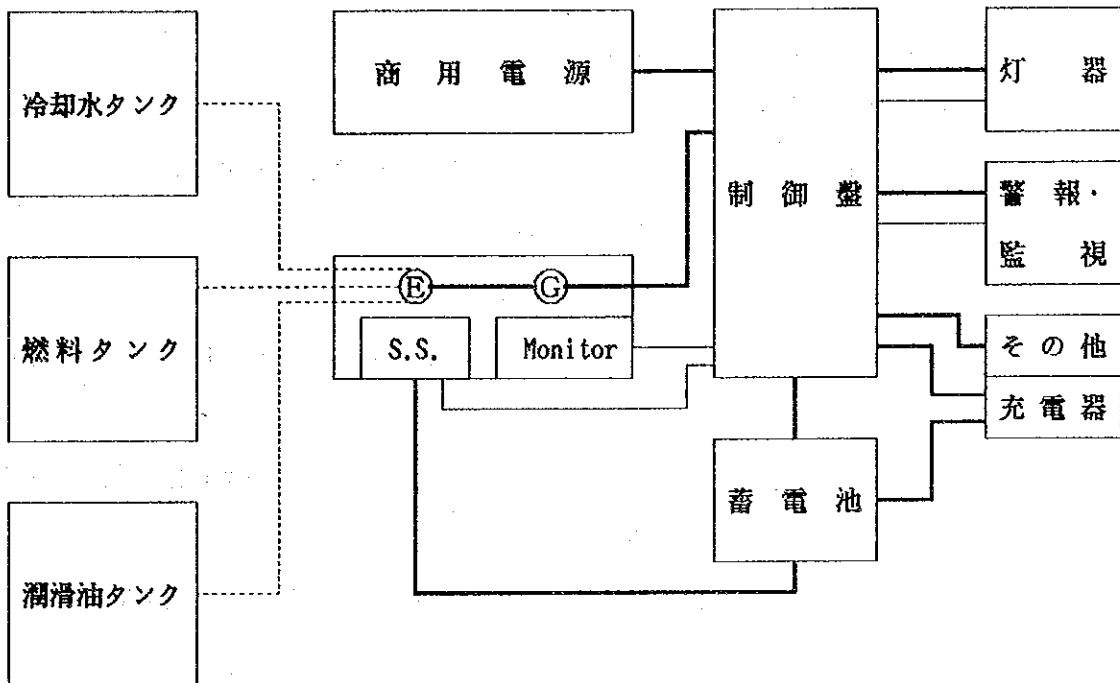 冷却水タンク
商用電源
制御盤
灯器
警報・
監視
E
G
燃料タンク
S.S.
Monitor
その他
充電器
蓄電池
潤滑油タンク